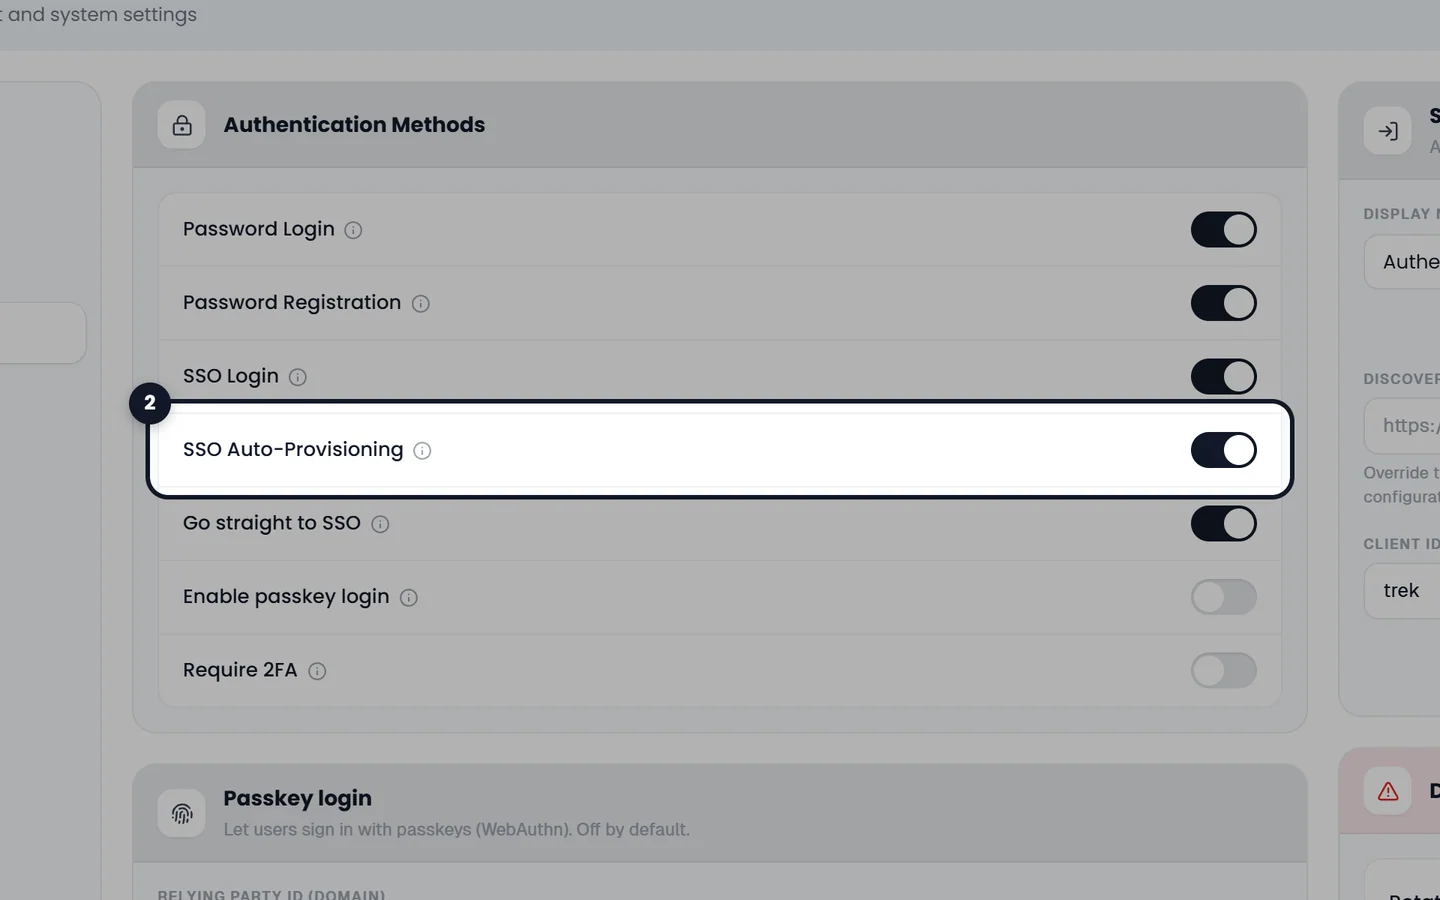 t and system settings
Authentication Methods
Password Login
Password Registration
SSO Login
2
SSO Auto-Provisioning
Go straight to SSO
Enable passkey login
Require 2FA
Passkey login
Let users sign in with passkeys (WebAuthn). Off by default.
RELYING PARTY ID (DOMAIN)
S
A
DISPLAY
Authe
DISCOVER
https:/
Override t
configurat
CLIENT ID
trek
D